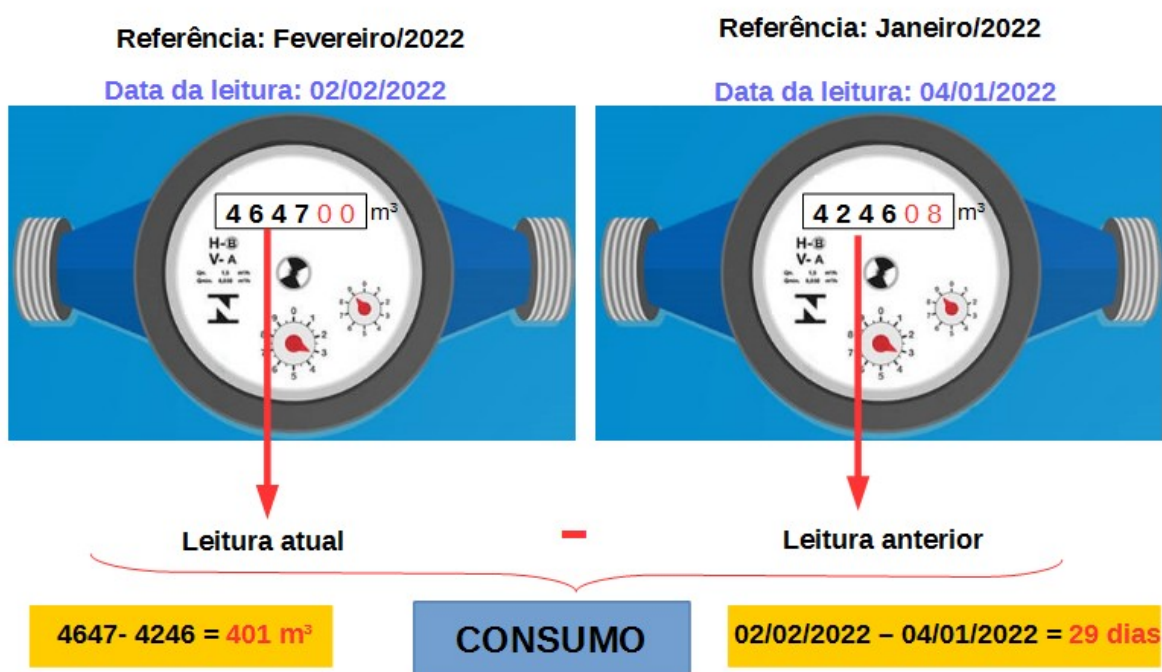 Referência: Fevereiro/2022
Data da leitura: 02/02/2022
464700 m³
H-B
V- A
Referência: Janeiro/2022
Data da leitura: 04/01/2022
424608 m³
H-B
V- A
Leitura atual
-
Leitura anterior
4647- 4246 = 401 m³
CONSUMO
02/02/2022 – 04/01/2022 = 29 dias